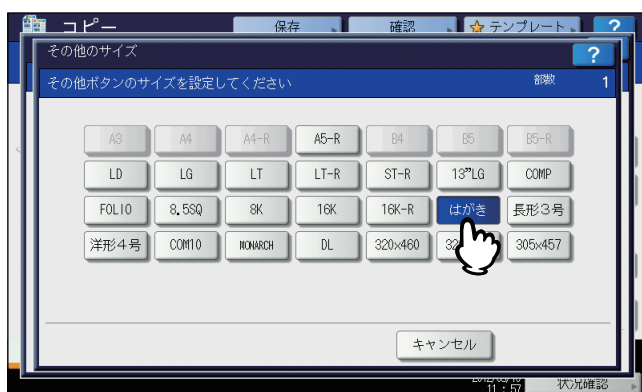 コピー 保存 確認 テンプレート ?
その他のサイズ ?
その他ボタンのサイズを設定してください 部数 1
A3 A4 A4-R A5-R B4 B5 B5-R
LD LG LT LT-R ST-R 13"LG COMP
FOLIO 8.5SQ 8K 16K 16K-R はがき 長形3号
洋形4号 COM10 MONARCH DL 320x460 305x457
キャンセル
11:57 状況確認